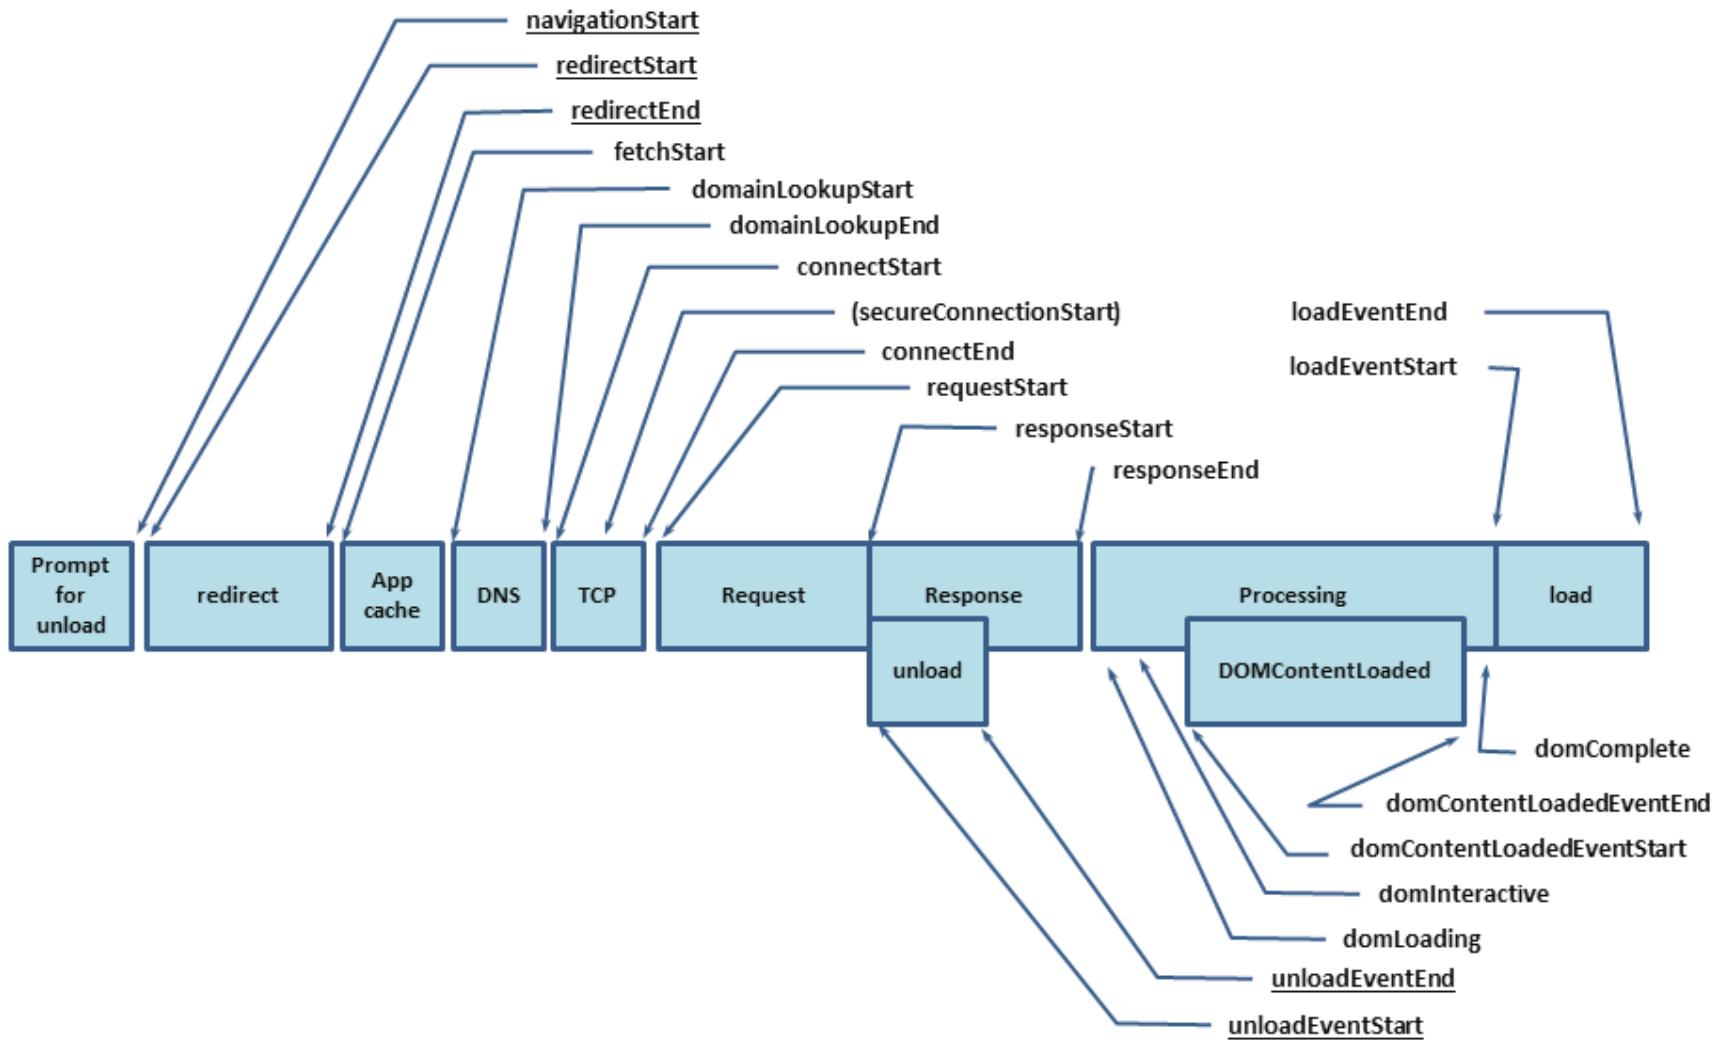 navigationStart
redirectStart
redirectEnd
fetchStart
domainLookupStart
domainLookupEnd
connectStart
(secureConnectionStart)
loadEventEnd
connectEnd
loadEventStart
requestStart
responseStart
responseEnd
Prompt
for
unload
redirect
App
cache
DNS
TCP
Request
Response
Processing
load
unload
DOMContentLoaded
domComplete
domContentLoadedEventEnd
domContentLoadedEventStart
domInteractive
domLoading
unloadEventEnd
unloadEventStart